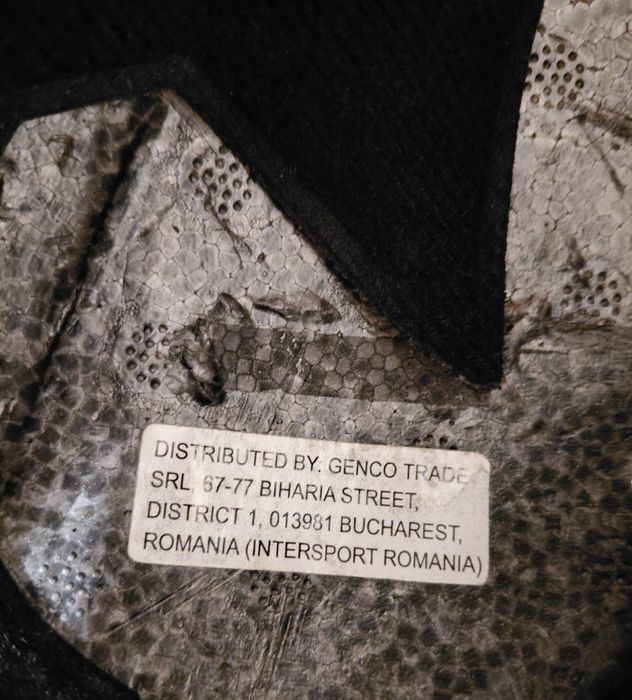 DISTRIBUTED BY: GENCO TRADE
SRL, 67-77 BIHARIA STREET,
DISTRICT 1, 013981 BUCHAREST,
ROMANIA (INTERSPORT ROMANIA)